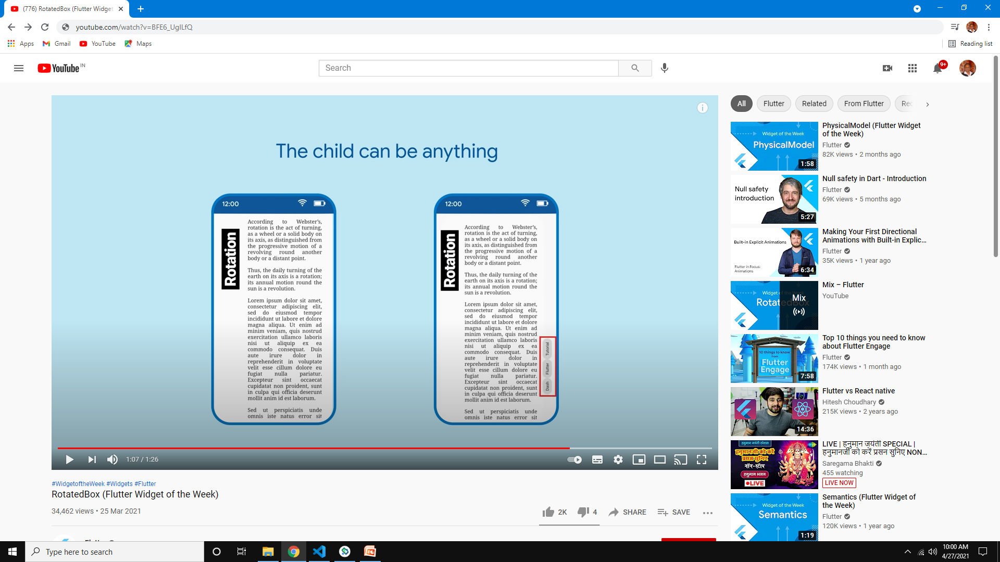 (776) RotatedBox (Flutter Widget
youtube.com/watch?v=BFE6_UgILfQ
Apps
Gmail
YouTube
Maps
Reading list
YouTube IN
Search
9+
The child can be anything
12:00
Rotation
According to Webster's,
rotation is the act of turning,
as a wheel or a solid body on
its axis, as distinguished from
the progressive motion of a
revolving round another
body or a distant point.
Thus, the daily turning of the
earth on its axis is a rotation;
its annual motion round the
sun is a revolution.
Lorem ipsum dolor sit amet,
consectetur adipiscing elit,
sed do eiusmod tempor
incididunt ut labore et dolore
magna aliqua. Ut enim ad
minim veniam, quis nostrud
exercitation ullamco laboris
nisi ut aliquip ex ea
commodo consequat. Duis
aute irure dolor in
reprehenderit in voluptate
velit esse cillum dolore eu
fugiat nulla pariatur.
Excepteur sint occaecat
cupidatat non proident, sunt
in culpa qui officia deserunt
mollit anim id est laborum.
Sed ut perspiciatis unde
omnis iste natus error sit
12:00
Rotation
According to Webster's,
rotation is the act of turning,
as a wheel or a solid body on
its axis, as distinguished from
the progressive motion of a
revolving round another
body or a distant point.
Thus, the daily turning of the
earth on its axis is a rotation;
its annual motion round the
sun is a revolution.
Lorem ipsum dolor sit amet,
consectetur adipiscing elit,
sed do eiusmod tempor
incididunt ut labore et dolore
magna aliqua. Ut enim ad
minim veniam, quis nostrud
exercitation ullamco laboris
nisi ut aliquip ex ea
commodo consequat. Duis
aute irure dolor in
reprehenderit in voluptate
velit esse cillum dolore eu
fugiat nulla pariatur.
Excepteur sint occaecat
cupidatat non proident, sunt
in culpa qui officia deserunt
mollit anim id est laborum.
Sed ut perspiciatis unde
omnis iste natus error sit
Dash Flutter Tutorial
1:07 / 1:26
#WidgetoftheWeek #Widgets #Flutter
RotatedBox (Flutter Widget of the Week)
34,462 views • 25 Mar 2021
2K
4
SHARE
SAVE
All
Flutter
Related
From Flutter
Widget of the Week
PhysicalModel
1:58
PhysicalModel (Flutter Widget
of the Week)
Flutter
82K views • 2 months ago
Null safety
introduction
5:27
Null safety in Dart - Introduction
Flutter
69K views • 5 months ago
Built-in Explicit Animations
Flutter in Focus:
Animations
6:34
Making Your First Directional
Animations with Built-in Explic...
Flutter
35K views • 1 year ago
Widget of the Week
RotatedBox
Mix
Mix – Flutter
YouTube
10 things to know
from
Flutter
Engage
7:58
Top 10 things you need to know
about Flutter Engage
Flutter
174K views • 1 month ago
14:36
Flutter vs React native
Hitesh Choudhary
215K views • 2 years ago
हनुमान जयंती स्पेशल
हनुमानजी को करें
प्रसन्न सुनिए
नॉन-स्टॉप
हनुमान भजन
LIVE
LIVE | हनुमान जयंती SPECIAL |
हनुमानजी को करें प्रसन सुनिए NON...
Saregama Bhakti
455 watching
LIVE NOW
Widget of the Week
Semantics
1:19
Semantics (Flutter Widget of
the Week)
Flutter
120K views • 1 year ago
Type here to search
10:00 AM
4/27/2021